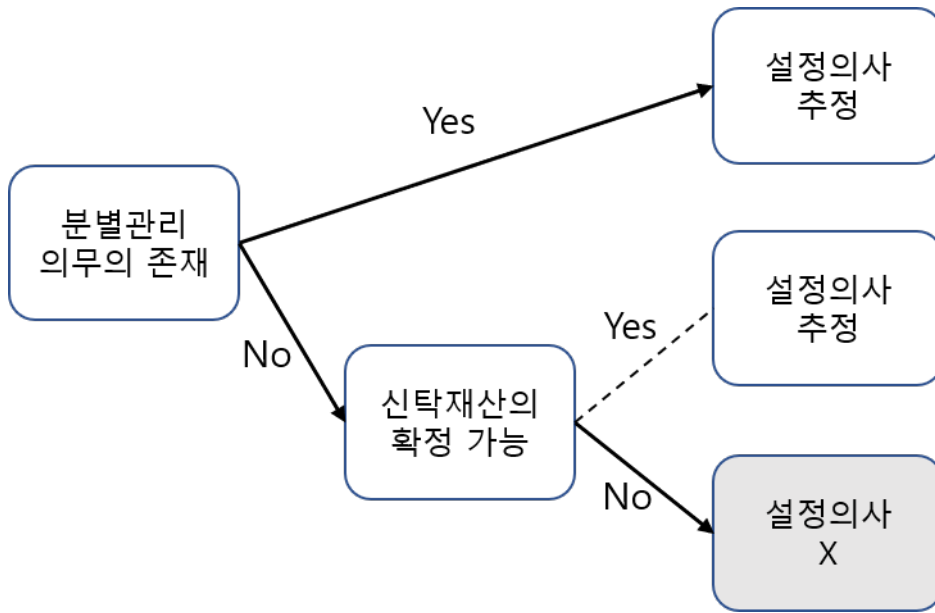 설정의사
추정
Yes
분별관리
의무의 존재
설정의사
추정
Yes
No
신탁재산의
확정 가능
No
설정의사
X